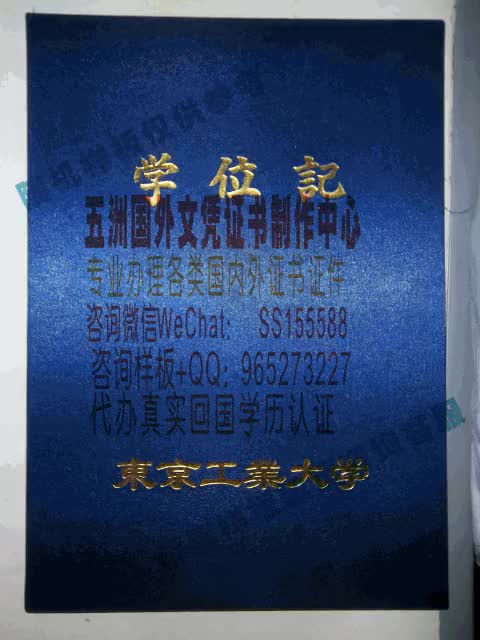 学位記
五洲国外文凭证书制作中心
专业办理各类国内外证书证件
咨询微信WeChat: SS155588
咨询样板+QQ: 965273227
代办真实回国学历认证
東京工業大学